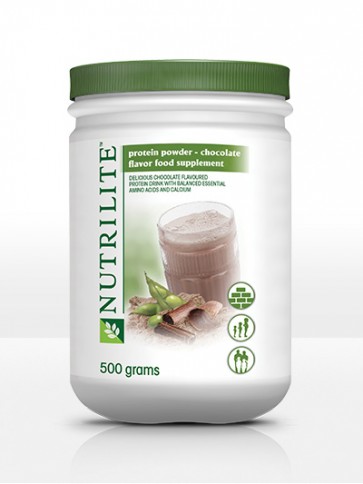 NUTRILITE™
protein powder - chocolate
flavor food supplement
DELICIOUS CHOCOLATE FLAVOURED
PROTEIN DRINK WITH BALANCED ESSENTIAL
AMINO ACIDS AND CALCIUM
500 grams